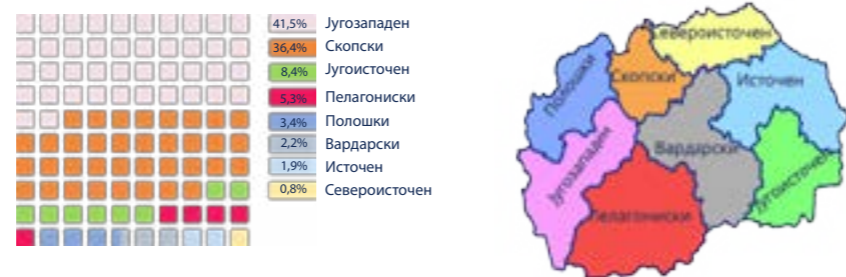 41,5% Југозападен
36,4% Скопски
8,4% Југоисточен
5,3% Пелагониски
3,4% Полошки
2,2% Вардарски
1,9% Источен
0,8% Североисточен
Североисточен
Скопски
Источен
Полошки
Вардарски
Југозападен
Југоисточен
Пелагониски